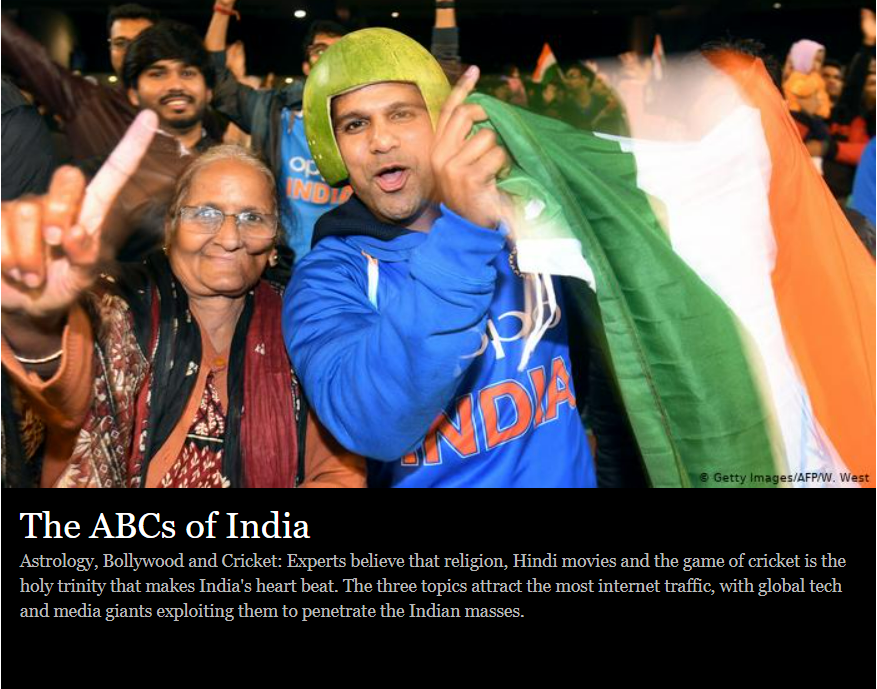 opp
INDIA
oppo
INDIA
© Getty Images/AFP/W. West
The ABCs of India
Astrology, Bollywood and Cricket: Experts believe that religion, Hindi movies and the game of cricket is the
holy trinity that makes India's heart beat. The three topics attract the most internet traffic, with global tech
and media giants exploiting them to penetrate the Indian masses.